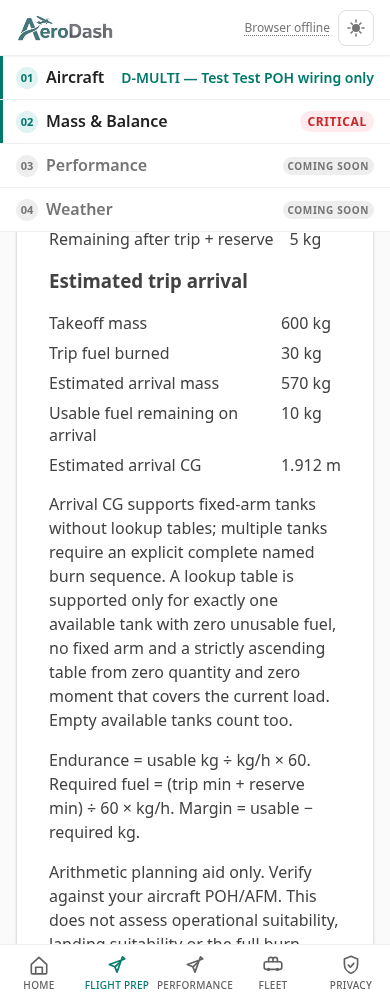 AeroDash
Browser offline
01 Aircraft D-MULTI — Test Test POH wiring only
02 Mass & Balance CRITICAL
03 Performance COMING SOON
04 Weather COMING SOON
Remaining after trip + reserve 5 kg
Estimated trip arrival
Takeoff mass 600 kg
Trip fuel burned 30 kg
Estimated arrival mass 570 kg
Usable fuel remaining on 10 kg
arrival
Estimated arrival CG 1.912 m
Arrival CG supports fixed-arm tanks
without lookup tables; multiple tanks
require an explicit complete named
burn sequence. A lookup table is
supported only for exactly one
available tank with zero unusable fuel,
no fixed arm and a strictly ascending
table from zero quantity and zero
moment that covers the current load.
Empty available tanks count too.
Endurance = usable kg ÷ kg/h × 60.
Required fuel = (trip min + reserve
min) ÷ 60 × kg/h. Margin = usable −
required kg.
Arithmetic planning aid only. Verify
against your aircraft POH/AFM. This
does not assess operational suitability,
landing suitability or the full burn
HOME FLIGHT PREP PERFORMANCE FLEET PRIVACY